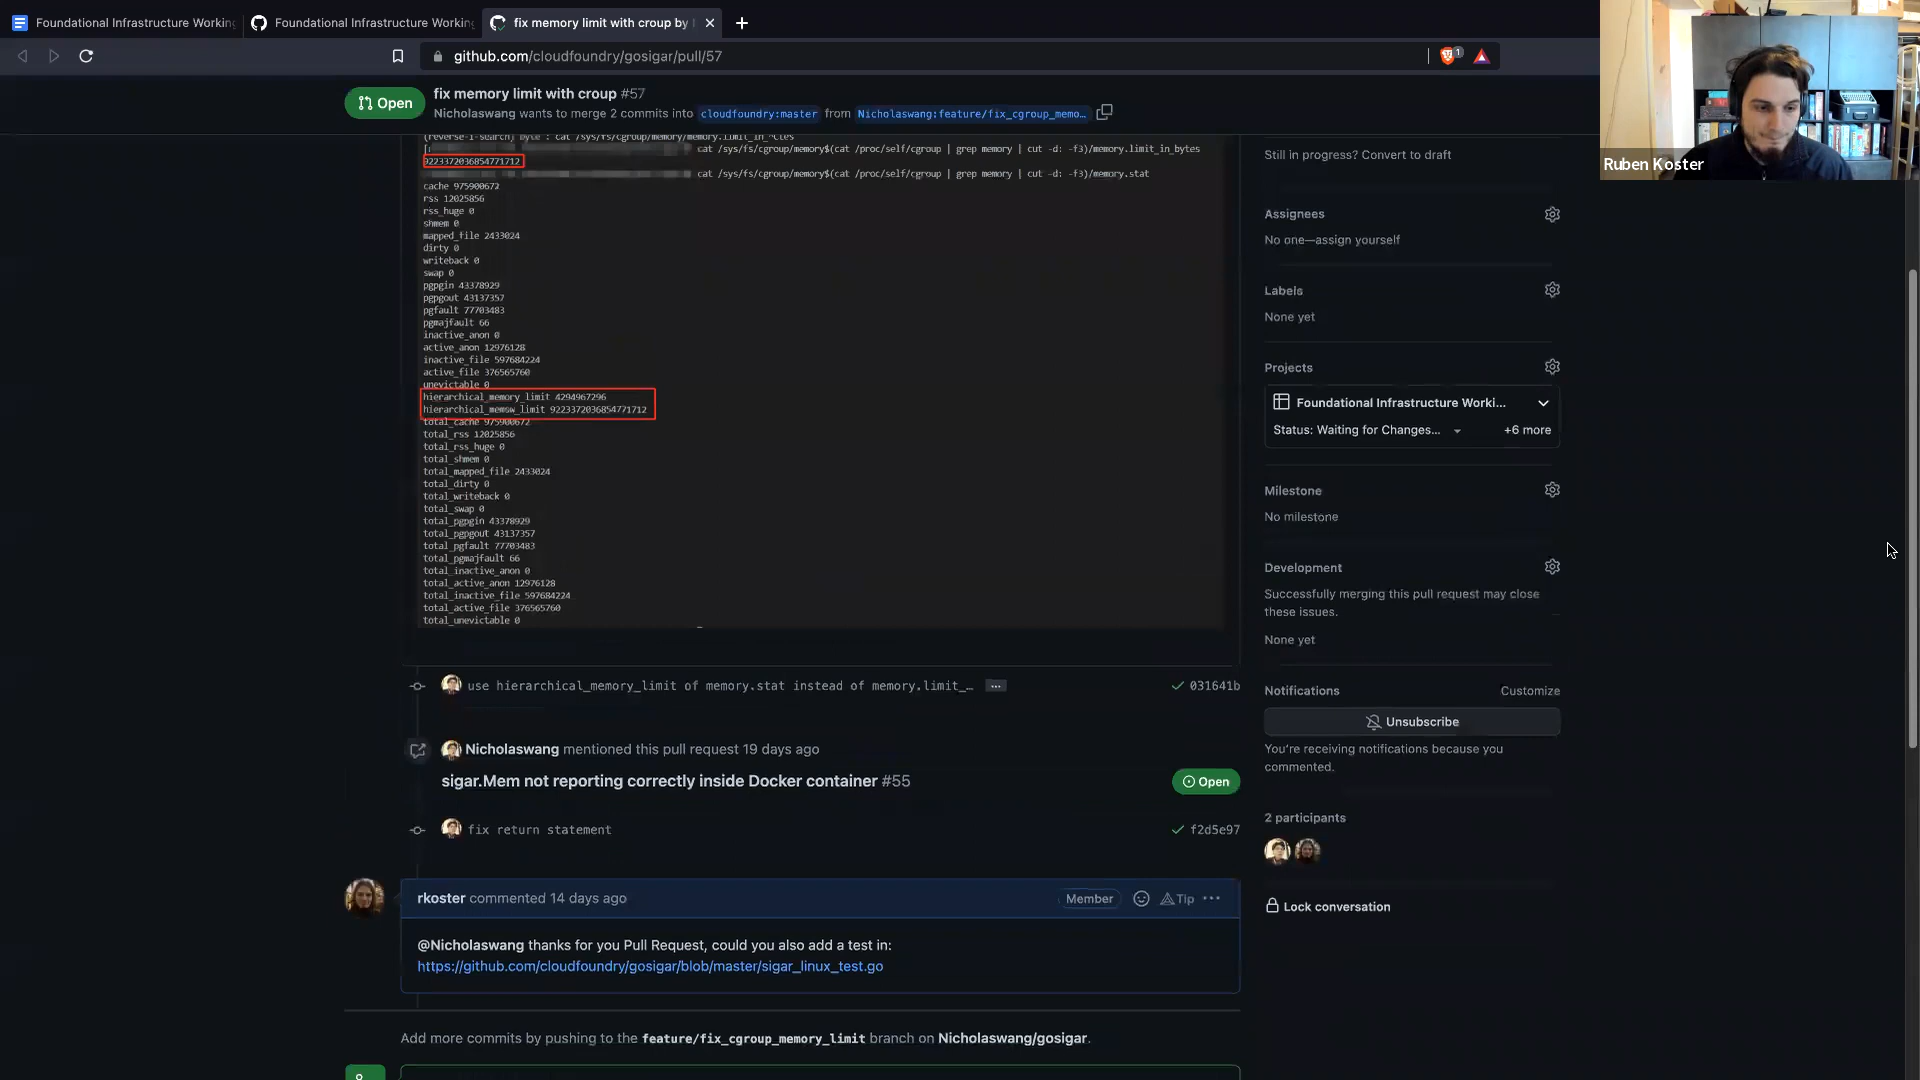 Foundational Infrastructure Working
Foundational Infrastructure Working
fix memory limit with croup by
github.com/cloudfoundry/gosigar/pull/57
1
Ruben Koster
Open
fix memory limit with croup #57
Nicholaswang wants to merge 2 commits into cloudfoundry:master from Nicholaswang:feature/fix_cgroup_memo…
cat /sys/fs/cgroup/memory$(cat /proc/self/cgroup | grep memory | cut -d: -f3)/memory.limit_in_bytes
9223372036854771712
cat /sys/fs/cgroup/memory$(cat /proc/self/cgroup | grep memory | cut -d: -f3)/memory.stat
cache 975900672
rss 12025856
rss_huge 0
shmem 0
mapped_file 2433024
dirty 0
writeback 0
swap 0
pgpgin 43378929
pgpgout 43137357
pgfault 77703483
pgmajfault 66
inactive_anon 0
active_anon 12976128
inactive_file 597684224
active_file 376565760
unevictable 0
hierarchical_memory_limit 4294967296
hierarchical_memsw_limit 9223372036854771712
total_cache 975900672
total_rss 12025856
total_rss_huge 0
total_shmem 0
total_mapped_file 2433024
total_dirty 0
total_writeback 0
total_swap 0
total_pgpgin 43378929
total_pgpgout 43137357
total_pgfault 77703483
total_pgmajfault 66
total_inactive_anon 0
total_active_anon 12976128
total_inactive_file 597684224
total_active_file 376565760
total_unevictable 0
use hierarchical_memory_limit of memory.stat instead of memory.limit_…
031641b
Nicholaswang mentioned this pull request 19 days ago
sigar.Mem not reporting correctly inside Docker container #55
Open
fix return statement
f2d5e97
rkoster commented 14 days ago
Member
Tip
@Nicholaswang thanks for you Pull Request, could you also add a test in:
https://github.com/cloudfoundry/gosigar/blob/master/sigar_linux_test.go
Add more commits by pushing to the feature/fix_cgroup_memory_limit branch on Nicholaswang/gosigar.
Still in progress? Convert to draft
Assignees
No one—assign yourself
Labels
None yet
Projects
Foundational Infrastructure Worki...
Status: Waiting for Changes...
+6 more
Milestone
No milestone
Development
Successfully merging this pull request may close
these issues.
None yet
Notifications
Customize
Unsubscribe
You're receiving notifications because you
commented.
2 participants
Lock conversation